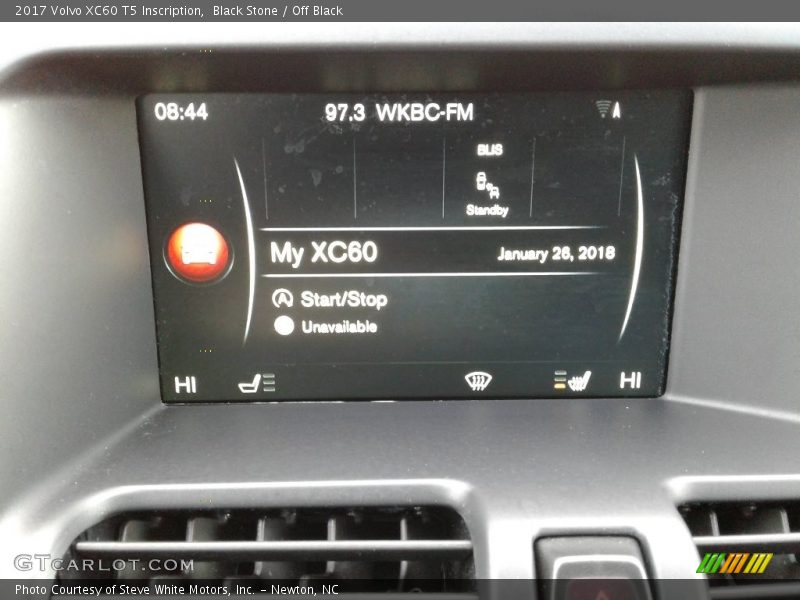 2017 Volvo XC60 T5 Inscription,  Black Stone / Off Black
08:44 97.3 WKBC-FM A
BLIS
Standby
My XC60 January 26, 2018
Start/Stop
Unavailable
HI HI
GTCARLOT.COM
Photo Courtesy of Steve White Motors, Inc. – Newton, NC